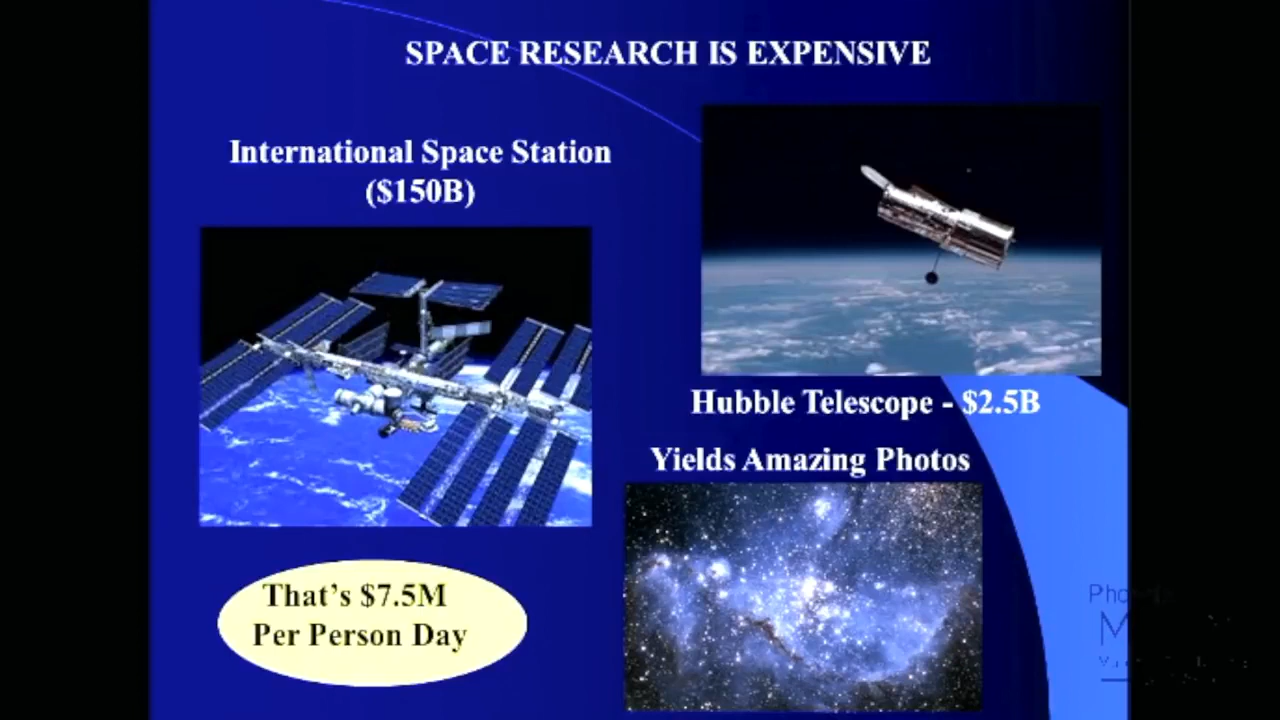 SPACE RESEARCH IS EXPENSIVE
International Space Station
($150B)
Hubble Telescope - $2.5B
Yields Amazing Photos
That's $7.5M
Per Person Day